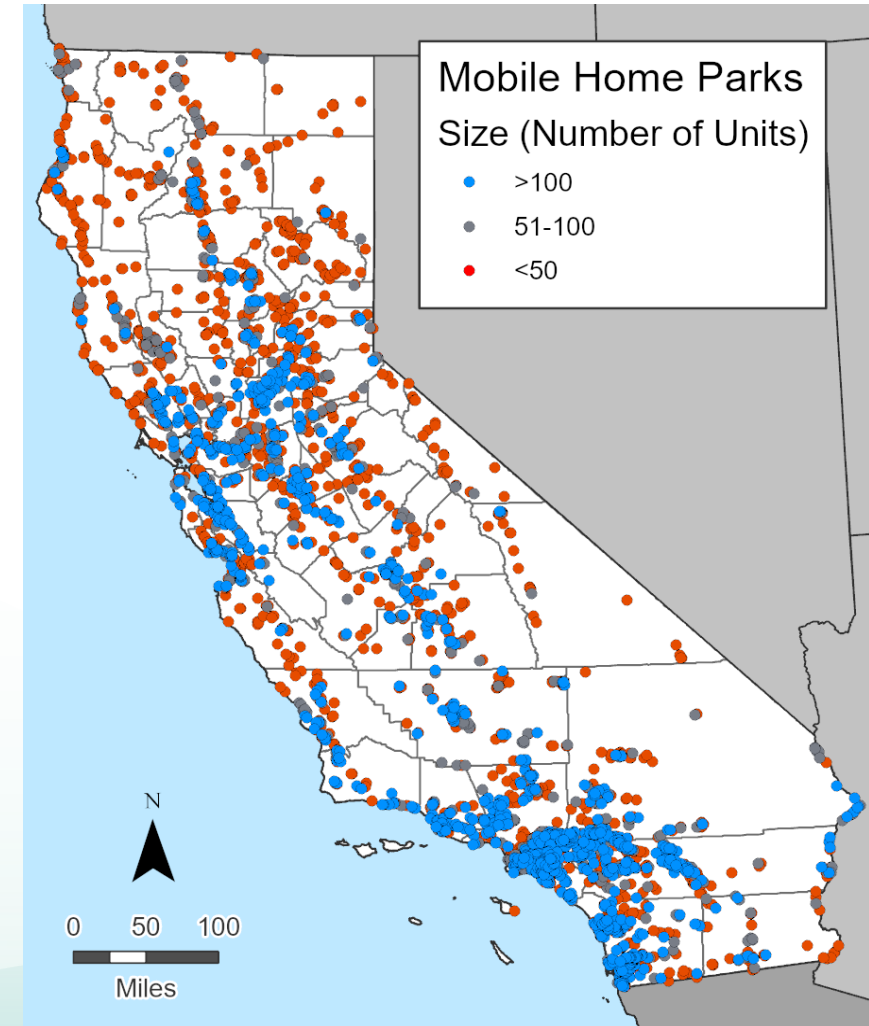 Mobile Home Parks
Size (Number of Units)
>100
51-100
<50
N
0 50 100
Miles